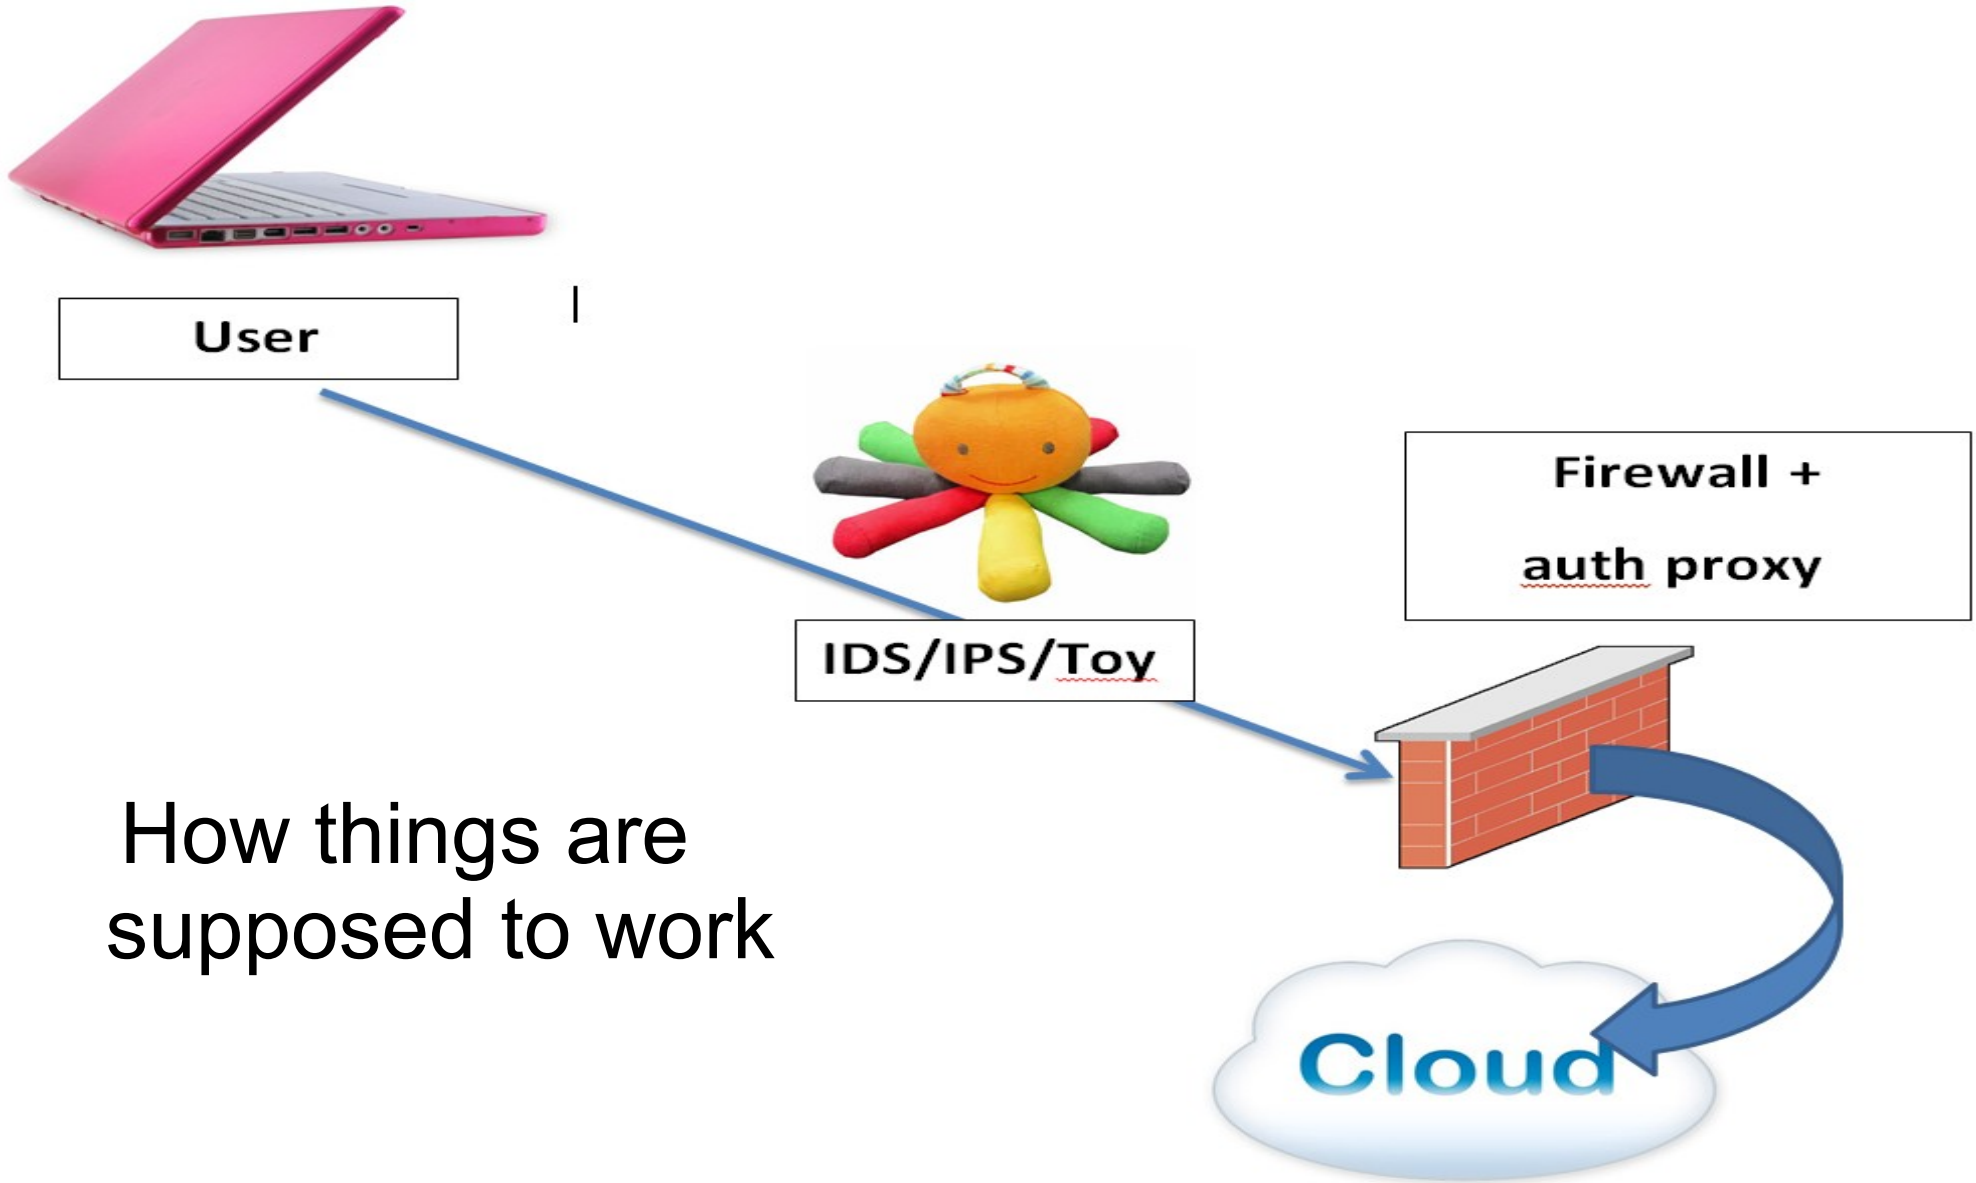 User
|
IDS/IPS/Toy
Firewall +
auth proxy
How things are
supposed to work
Cloud